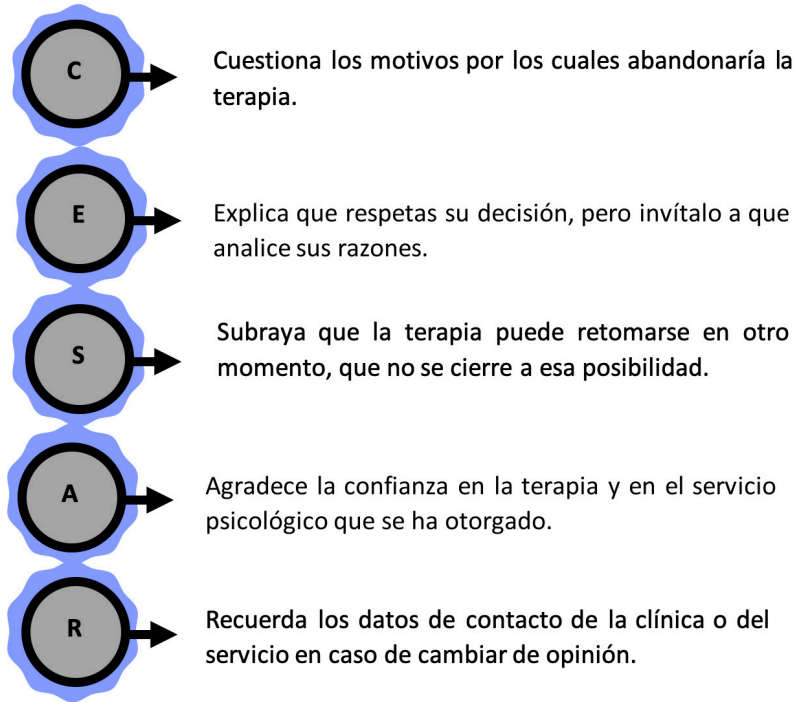 C
Cuestiona los motivos por los cuales abandonaría la
terapia.
E
Explica que respetas su decisión, pero invítalo a que
analice sus razones.
S
Subraya que la terapia puede retomarse en otro
momento, que no se cierre a esa posibilidad.
A
Agradece la confianza en la terapia y en el servicio
psicológico que se ha otorgado.
R
Recuerda los datos de contacto de la clínica o del
servicio en caso de cambiar de opinión.